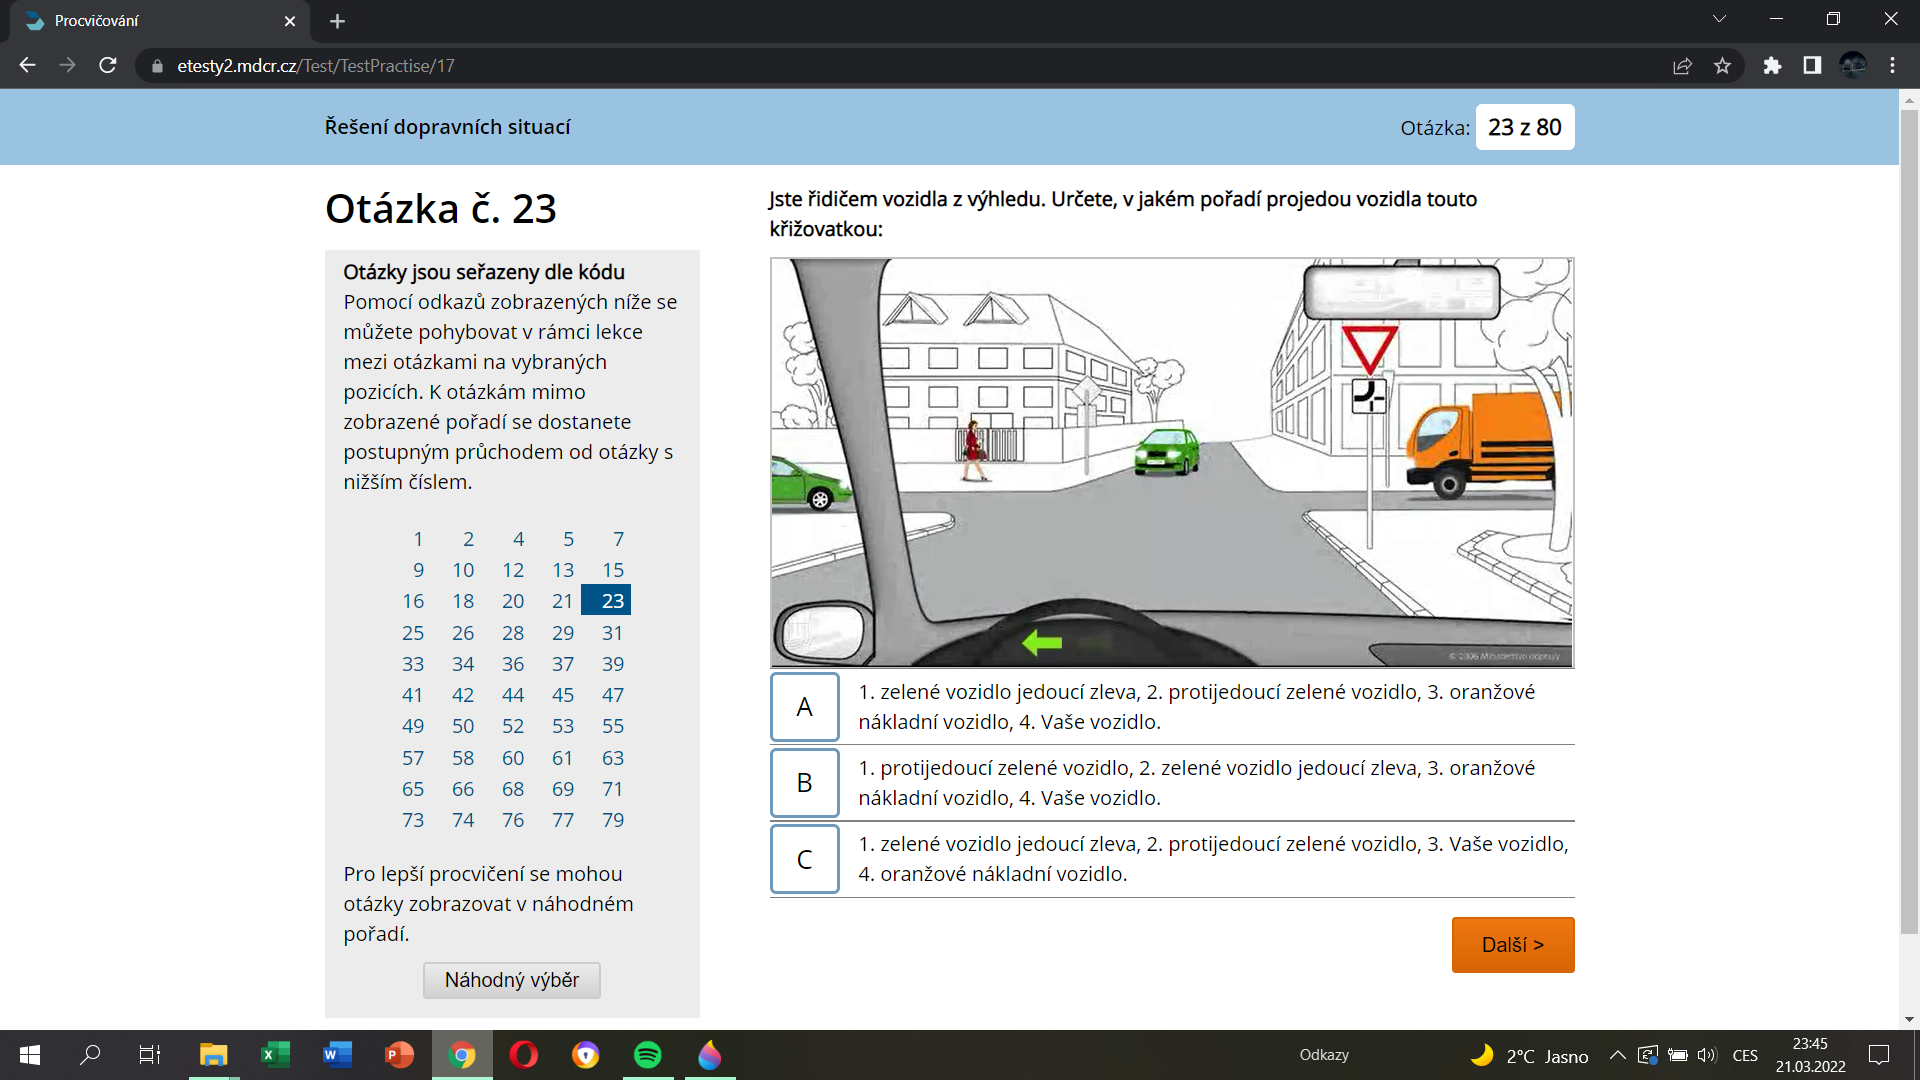 Procvičování
etesty2.mdcr.cz/Test/TestPractise/17
Řešení dopravních situací
Otázka: 23 z 80
Otázka č. 23
Otázky jsou seřazeny dle kódu
Pomocí odkazů zobrazených níže se
můžete pohybovat v rámci lekce
mezi otázkami na vybraných
pozicích. K otázkám mimo
zobrazené pořadí se dostanete
postupným průchodem od otázky s
nižším číslem.
1 2 4 5 7
9 10 12 13 15
16 18 20 21 23
25 26 28 29 31
33 34 36 37 39
41 42 44 45 47
49 50 52 53 55
57 58 60 61 63
65 66 68 69 71
73 74 76 77 79
Pro lepší procvičení se mohou
otázky zobrazovat v náhodném
pořadí.
Náhodný výběr
Jste řidičem vozidla z výhledu. Určete, v jakém pořadí projedou vozidla touto
křižovatkou:
© 2006 Ministerstvo dopravy
A
1. zelené vozidlo jedoucí zleva, 2. protijedoucí zelené vozidlo, 3. oranžové
nákladní vozidlo, 4. Vaše vozidlo.
B
1. protijedoucí zelené vozidlo, 2. zelené vozidlo jedoucí zleva, 3. oranžové
nákladní vozidlo, 4. Vaše vozidlo.
C
1. zelené vozidlo jedoucí zleva, 2. protijedoucí zelené vozidlo, 3. Vaše vozidlo,
4. oranžové nákladní vozidlo.
Další >
Odkazy
2°C Jasno
CES
23:45
21.03.2022